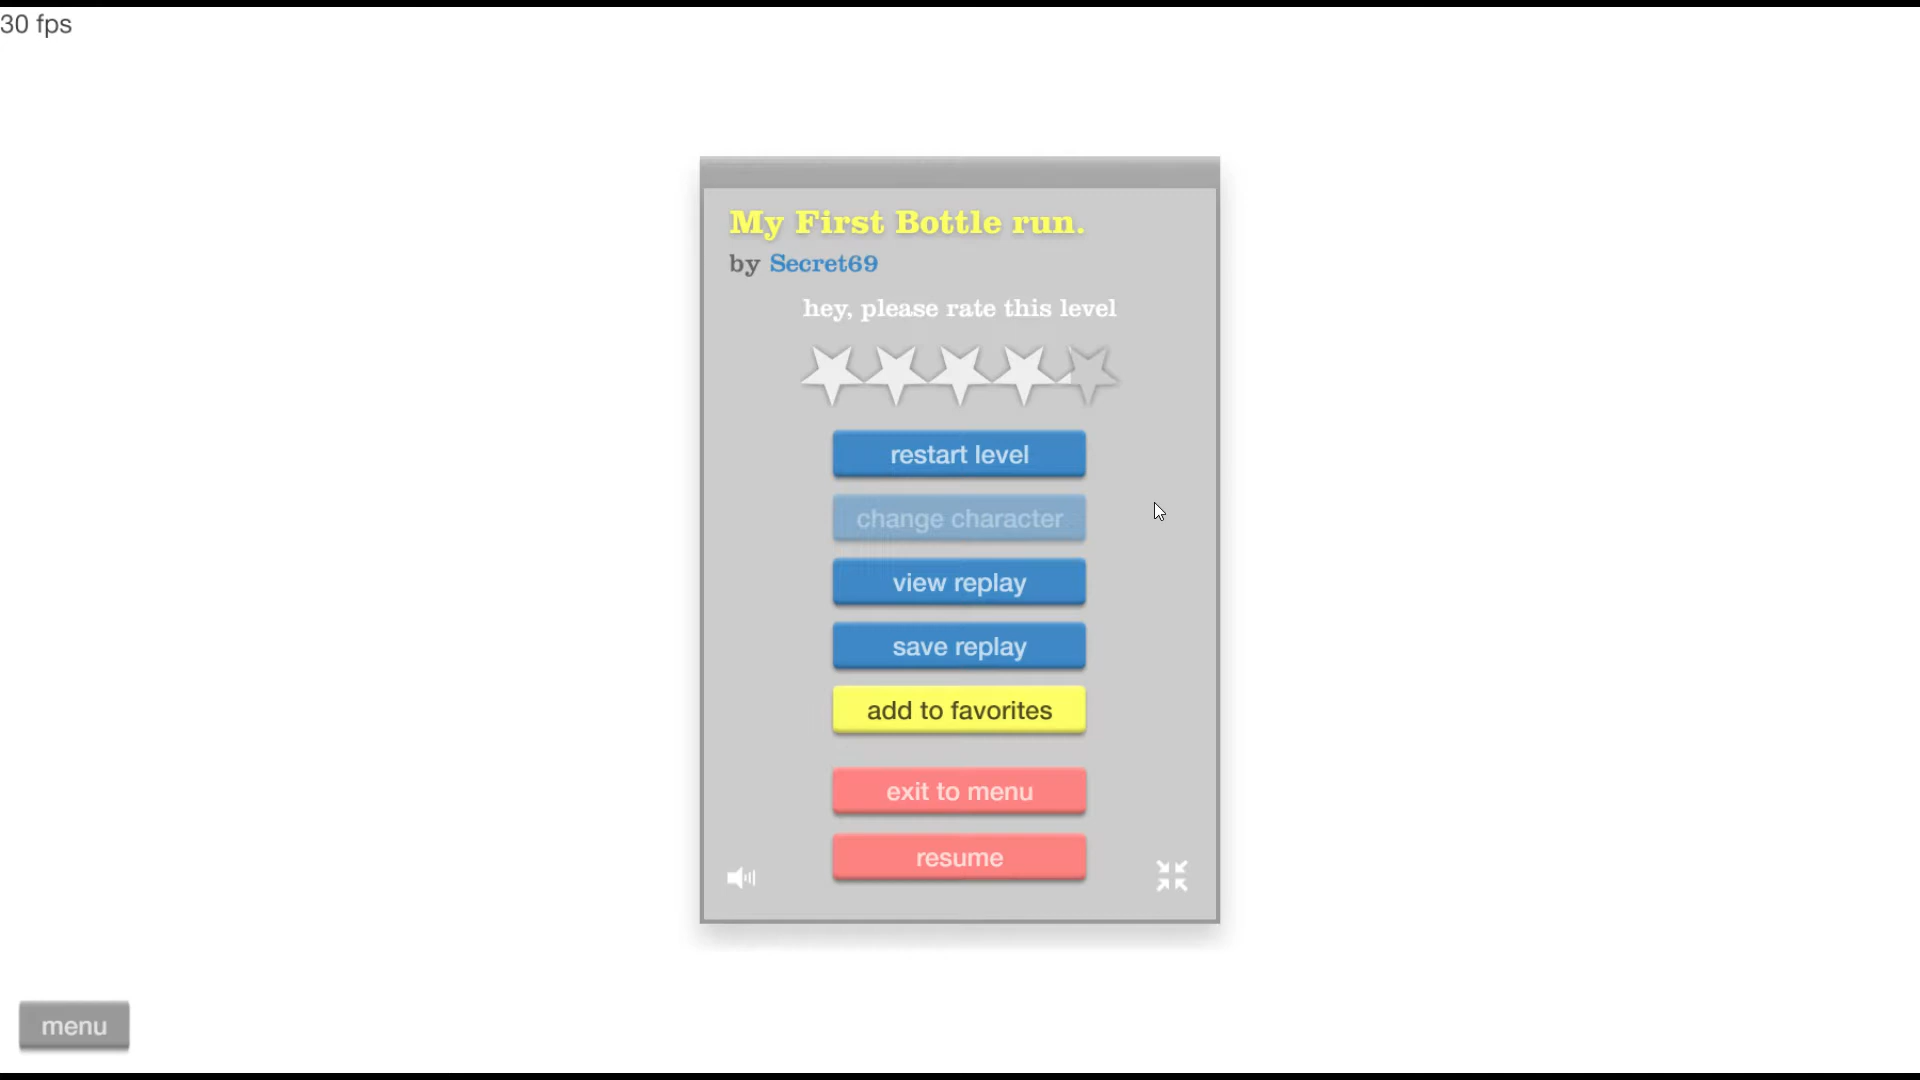 30 fps
My First Bottle run.
by Secret69
hey, please rate this level
restart level
change character
view replay
save replay
add to favorites
exit to menu
resume
menu